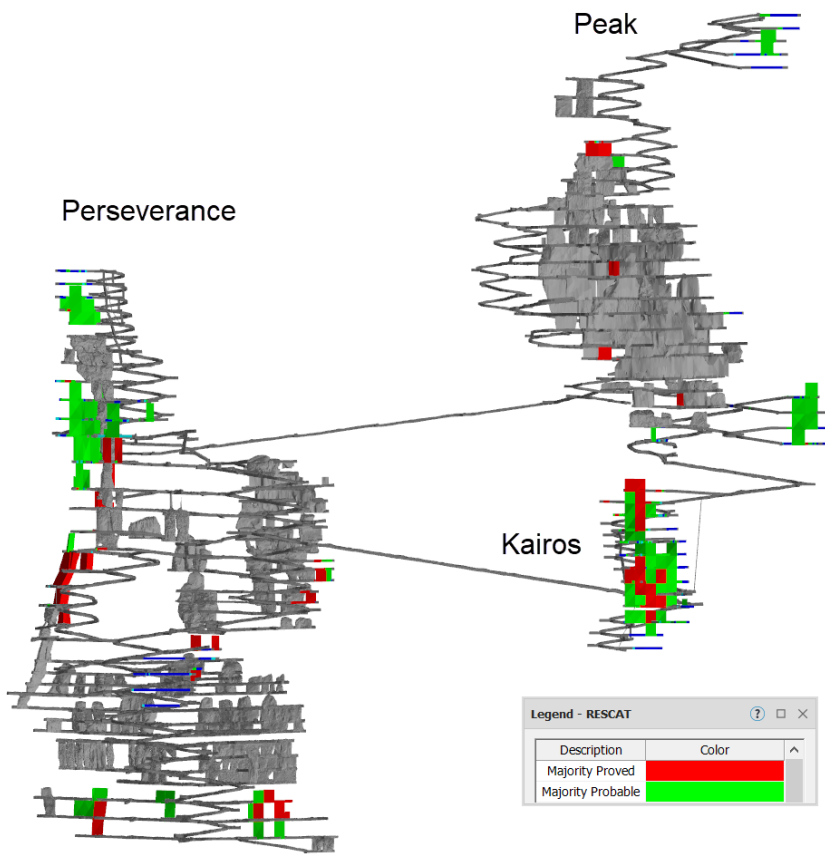 Peak
Perseverance
Kairos
Legend - RESCAT
Description Color
Majority Proved
Majority Probable